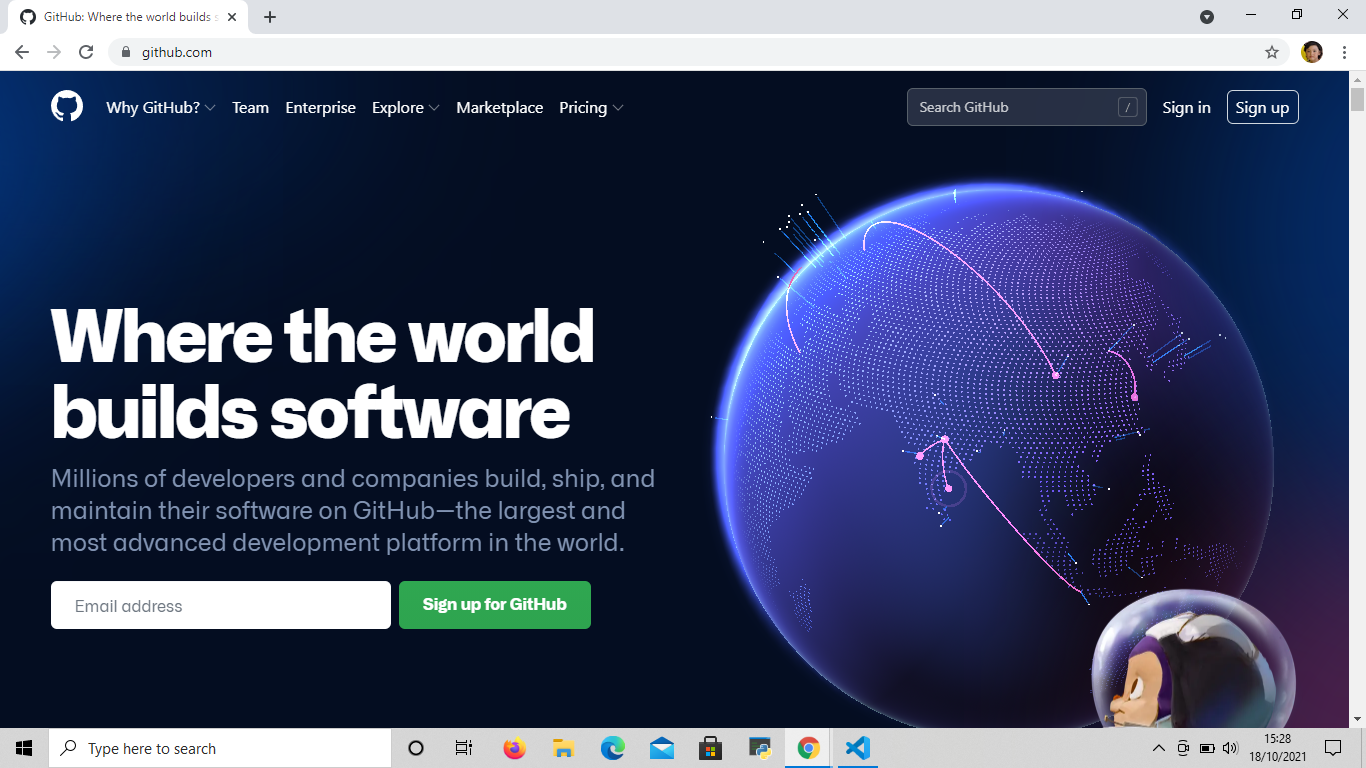 GitHub: Where the world builds s
github.com
Why GitHub?
Team
Enterprise
Explore
Marketplace
Pricing
Search GitHub
/
Sign in
Sign up
Where the world
builds software
Millions of developers and companies build, ship, and
maintain their software on GitHub—the largest and
most advanced development platform in the world.
Email address
Sign up for GitHub
Type here to search
15:28
18/10/2021